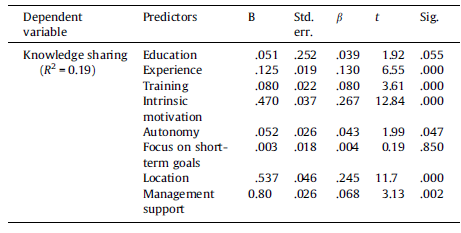 Dependent Predictors B Std. β t Sig.
variable err.
Knowledge sharing Education .051 .252 .039 1.92 .055
(R² = 0.19) Experience .125 .019 .130 6.55 .000
Training .080 .022 .080 3.61 .000
Intrinsic .470 .037 .267 12.84 .000
motivation
Autonomy .052 .026 .043 1.99 .047
Focus on short- .003 .018 .004 0.19 .850
term goals
Location .537 .046 .245 11.7 .000
Management 0.80 .026 .068 3.13 .002
support